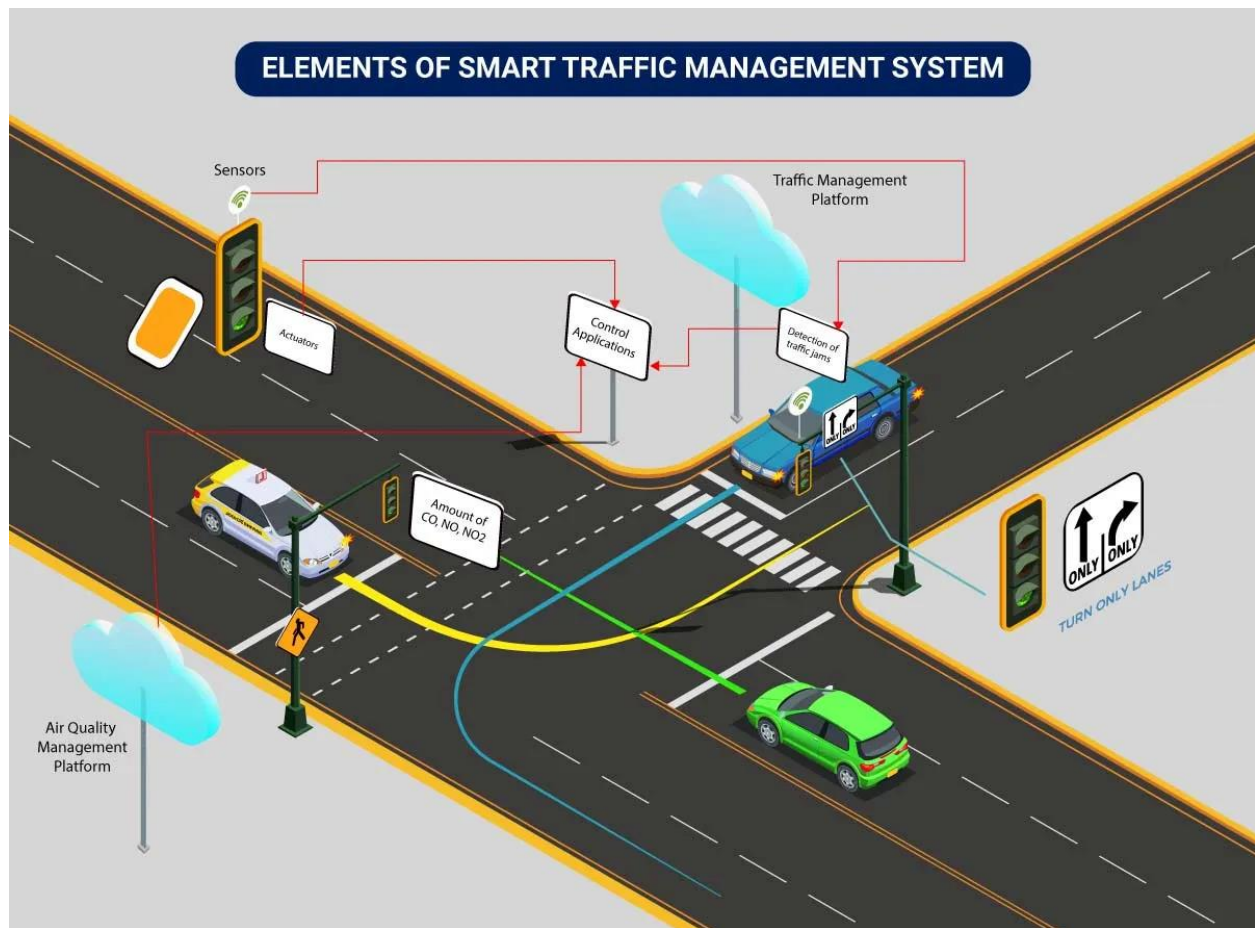 ELEMENTS OF SMART TRAFFIC MANAGEMENT SYSTEM
Sensors
Traffic Management
Platform
Actuators
Control
Applications
Detection of
traffic jams
ONLY ONLY
Amount of
CO, NO, NO2
ONLY ONLY
TURN ONLY LANES
Air Quality
Management
Platform